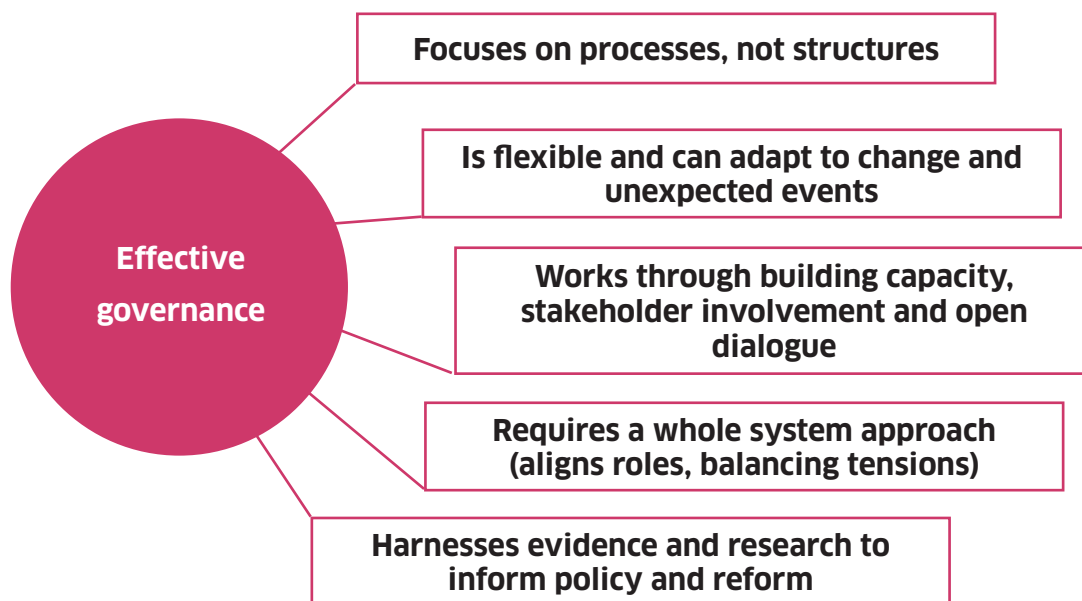 Focuses on processes, not structures
Is flexible and can adapt to change and
unexpected events
Effective
governance
Works through building capacity,
stakeholder involvement and open
dialogue
Requires a whole system approach
(aligns roles, balancing tensions)
Harnesses evidence and research to
inform policy and reform